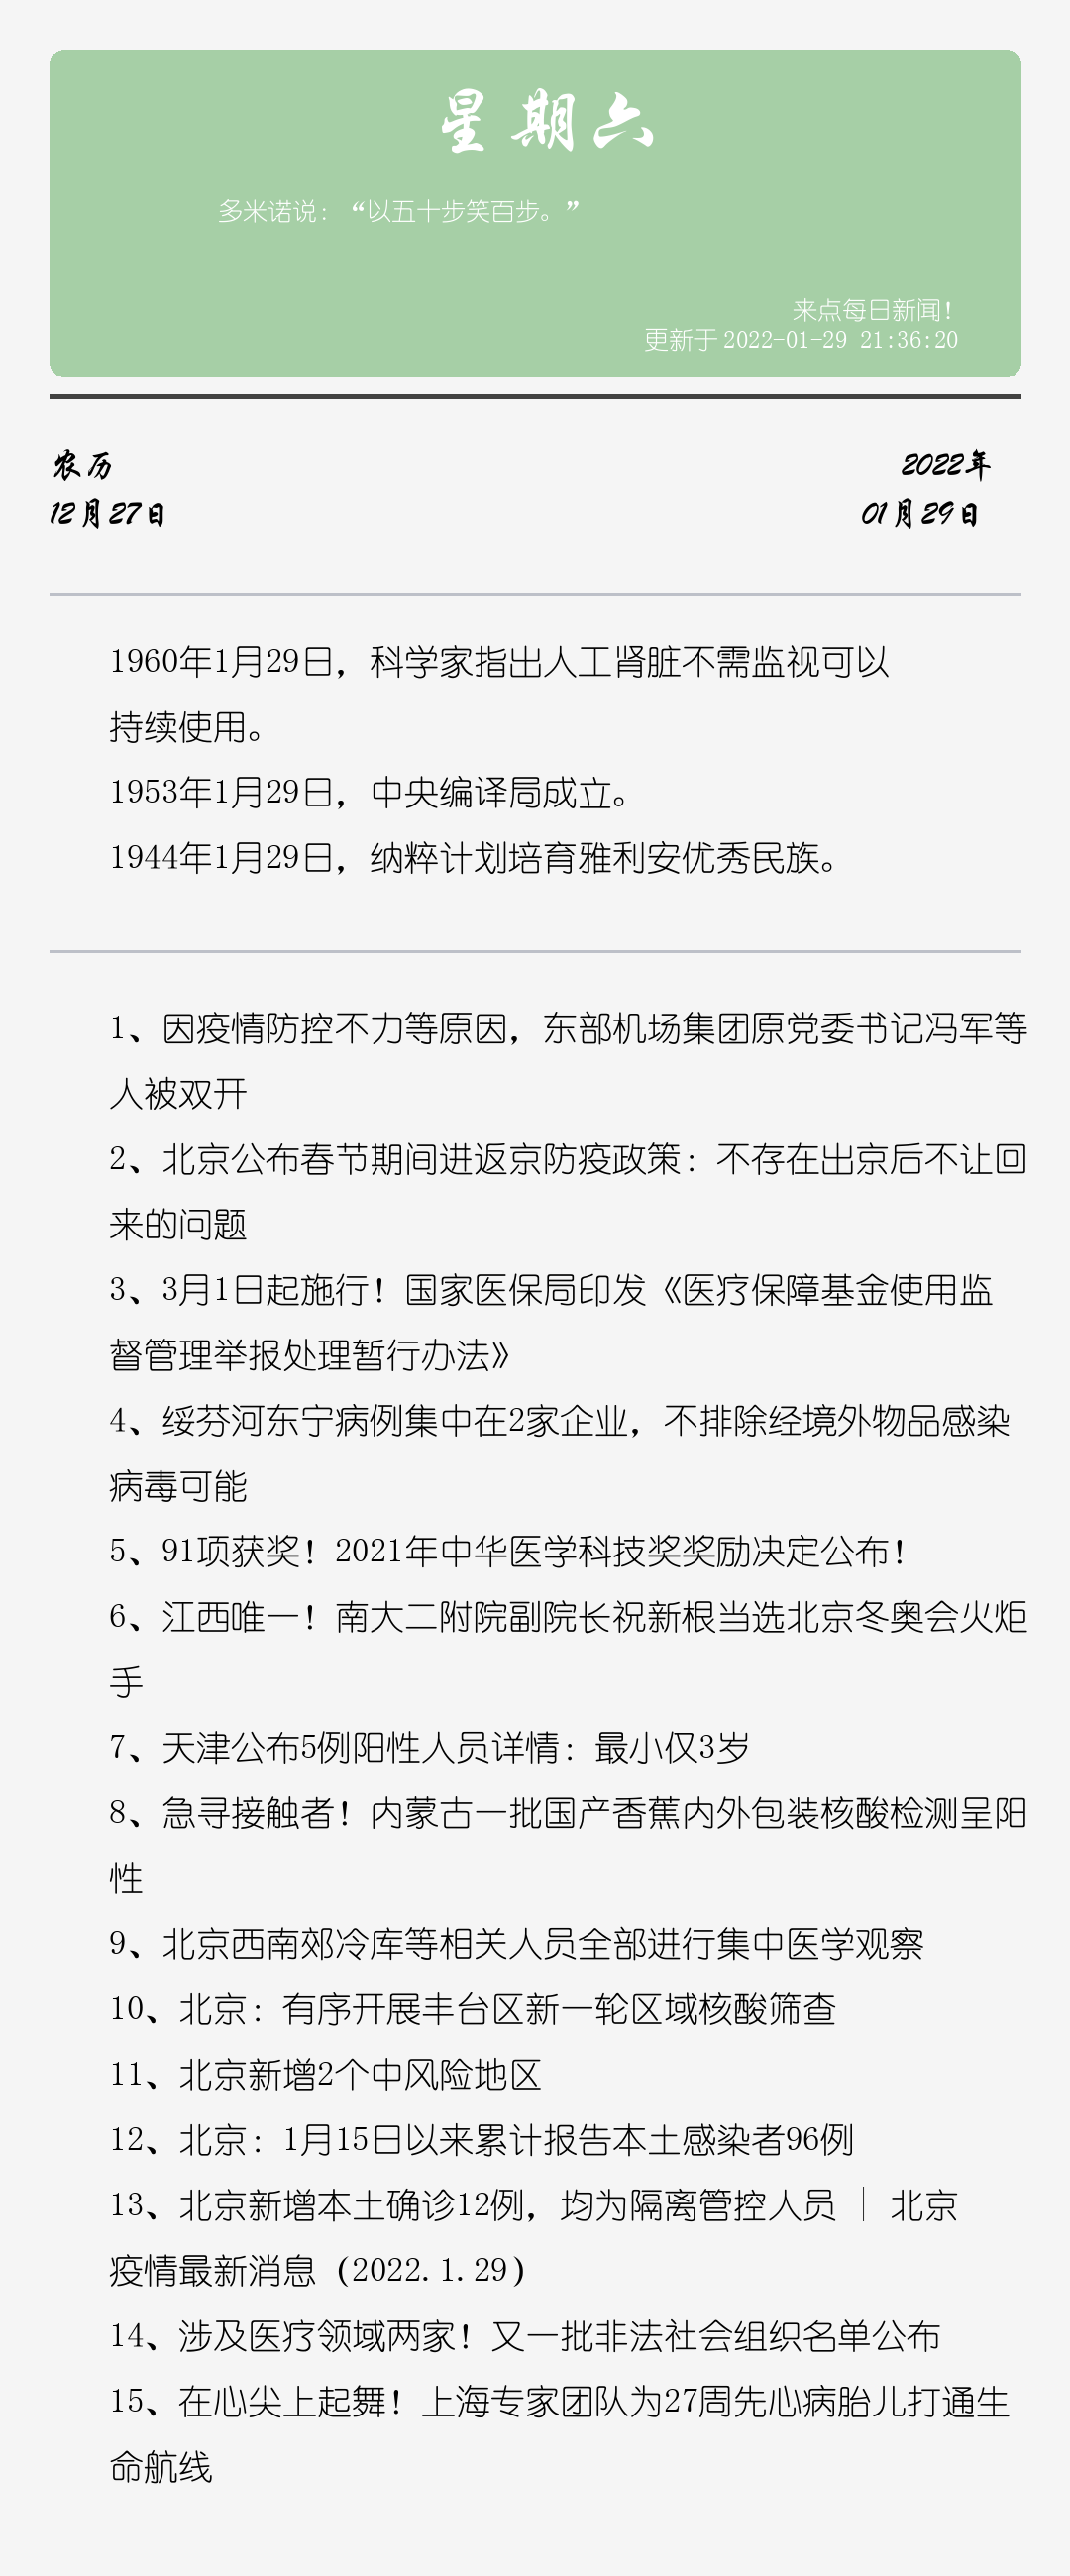 星期六
多米诺说：“以五十步笑百步。”
来点每日新闻！
更新于 2022-01-29 21:36:20
农历
2022年
12月27日
01月29日
1960年1月29日，科学家指出人工肾脏不需监视可以
持续使用。
1953年1月29日，中央编译局成立。
1944年1月29日，纳粹计划培育雅利安优秀民族。
1、因疫情防控不力等原因，东部机场集团原党委书记冯军等
人被双开
2、北京公布春节期间进返京防疫政策：不存在出京后不让回
来的问题
3、3月1日起施行！国家医保局印发《医疗保障基金使用监
督管理举报处理暂行办法》
4、绥芬河东宁病例集中在2家企业，不排除经境外物品感染
病毒可能
5、91项获奖！2021年中华医学科技奖奖励决定公布！
6、江西唯一！南大二附院副院长祝新根当选北京冬奥会火炬
手
7、天津公布5例阳性人员详情：最小仅3岁
8、急寻接触者！内蒙古一批国产香蕉内外包装核酸检测呈阳
性
9、北京西南郊冷库等相关人员全部进行集中医学观察
10、北京：有序开展丰台区新一轮区域核酸筛查
11、北京新增2个中风险地区
12、北京：1月15日以来累计报告本土感染者96例
13、北京新增本土确诊12例，均为隔离管控人员 | 北京
疫情最新消息（2022.1.29）
14、涉及医疗领域两家！又一批非法社会组织名单公布
15、在心尖上起舞！上海专家团队为27周先心病胎儿打通生
命航线